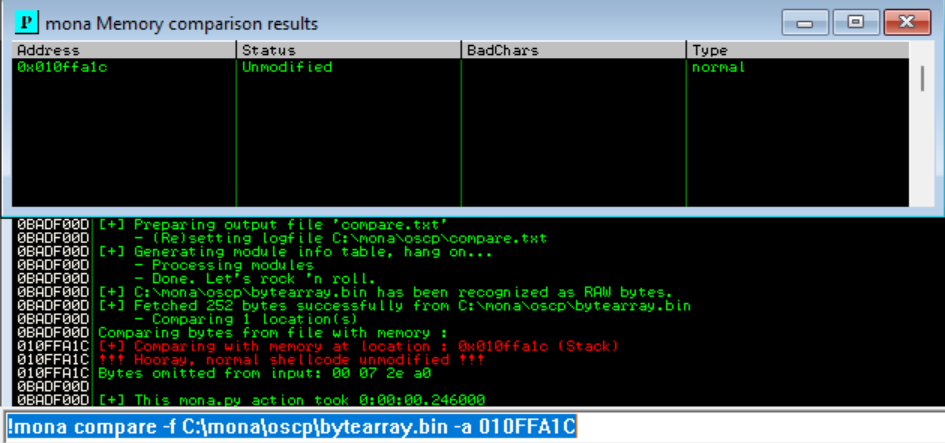 P mona Memory comparison results
Address Status BadChars Type
0x010ffa1c Unmodified normal
0BADF00D [+] Preparing output file 'compare.txt'
0BADF00D - (Re)setting logfile C:\mona\oscp\compare.txt
0BADF00D [+] Generating module info table, hang on...
0BADF00D - Processing modules
0BADF00D - Done. Let's rock 'n roll.
0BADF00D [+] C:\mona\oscp\bytearray.bin has been recognized as RAW bytes.
0BADF00D [+] Fetched 252 bytes successfully from C:\mona\oscp\bytearray.bin
0BADF00D - Comparing 1 location(s)
0BADF00D Comparing bytes from file with memory :
010FFA1C [+] Comparing with memory at location : 0x010ffa1c (Stack)
010FFA1C !!! Hooray, normal shellcode unmodified !!!
010FFA1C Bytes omitted from input: 00 07 2e a0
0BADF00D
0BADF00D [+] This mona.py action took 0:00:00.246000
!mona compare -f C:\mona\oscp\bytearray.bin -a 010FFA1C